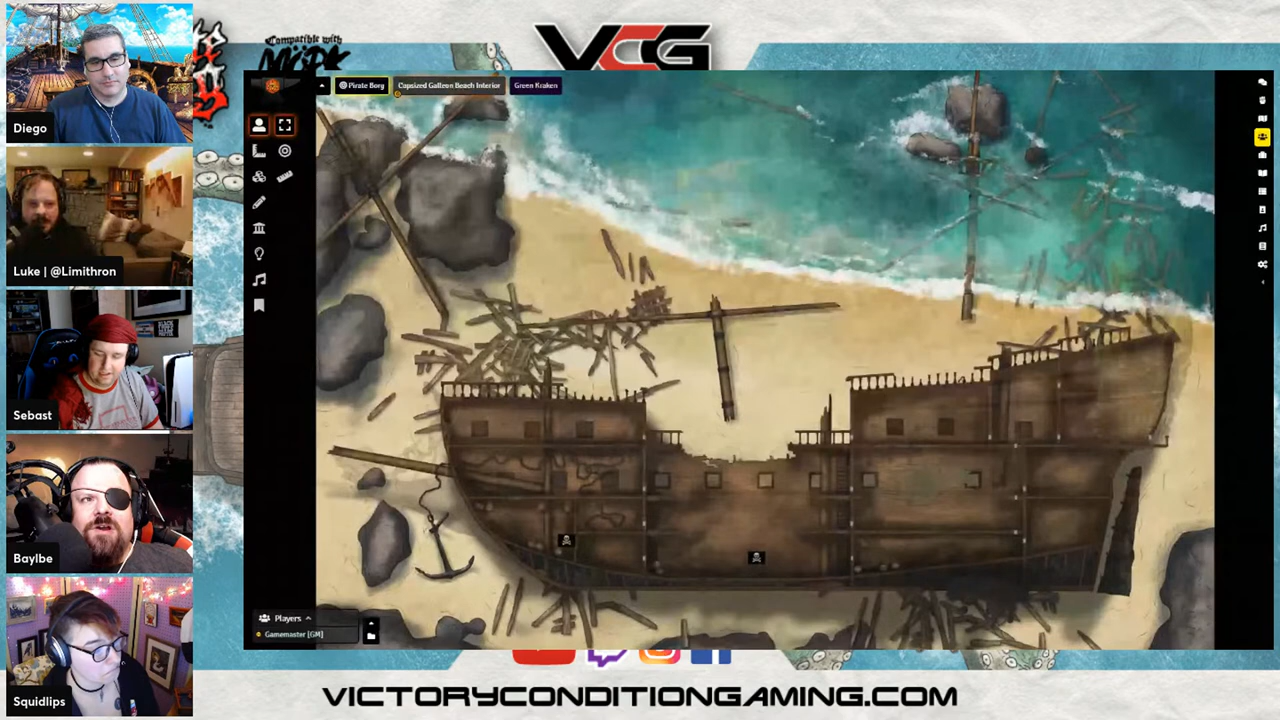 Compatible with
MÖRK
VCG
Pirate Borg
Capsized Galleon Beach Interior
Green Kraken
Diego
Luke | @Limithron
Sebast
Baylbe
Squidlips
Players
Gamemaster [GM]
VICTORYCONDITIONGAMING.COM